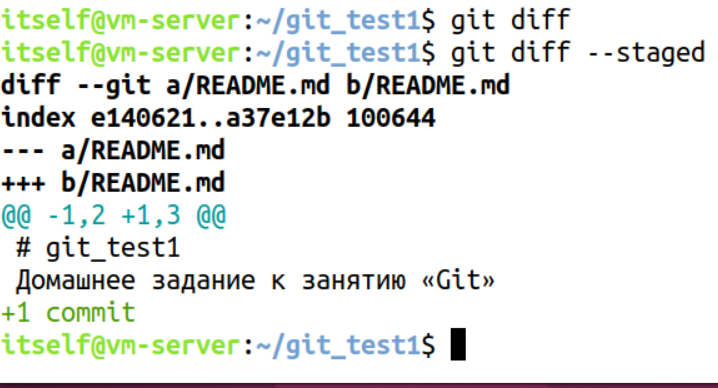 itself@vm-server:~/git_test1$ git diff
itself@vm-server:~/git_test1$ git diff --staged
diff --git a/README.md b/README.md
index e140621..a37e12b 100644
--- a/README.md
+++ b/README.md
@@ -1,2 +1,3 @@
 # git_test1
 Домашнее задание к занятию «Git»
+1 commit
itself@vm-server:~/git_test1$